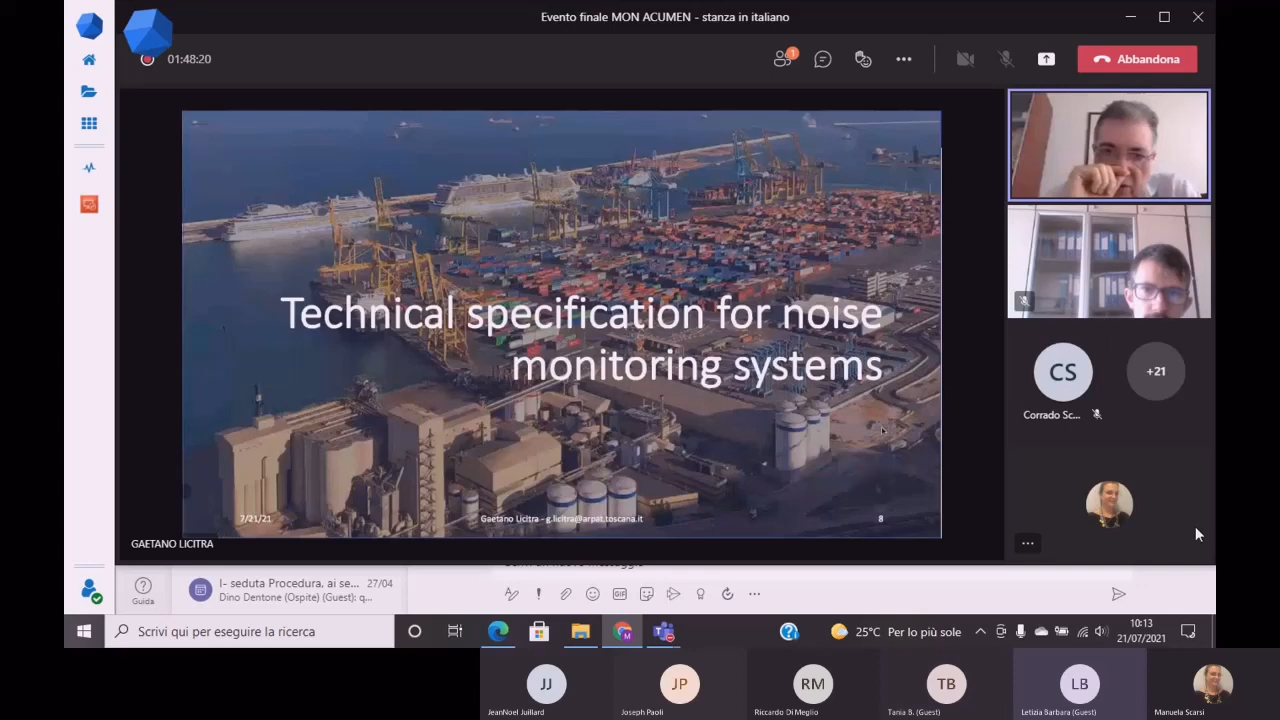 Evento finale MON ACUMEN - stanza in italiano
01:48:20
1
Abbandona
Technical specification for noise
monitoring systems
7/21/21
Gaetano Licitra - g.licitra@arpat.toscana.it
8
GAETANO LICITRA
CS
+21
Corrado Sc...
Guida
I- seduta Procedura, ai se...
27/04
Dino Dentone (Ospite) (Guest): q...
GIF
Scrivi qui per eseguire la ricerca
25°C Per lo più sole
10:13
21/07/2021
JJ
JP
RM
TB
LB
JeanNoel Juillard
Joseph Paoli
Riccardo Di Meglio
Tania B. (Guest)
Letizia Barbara (Guest)
Manuela Scarsi